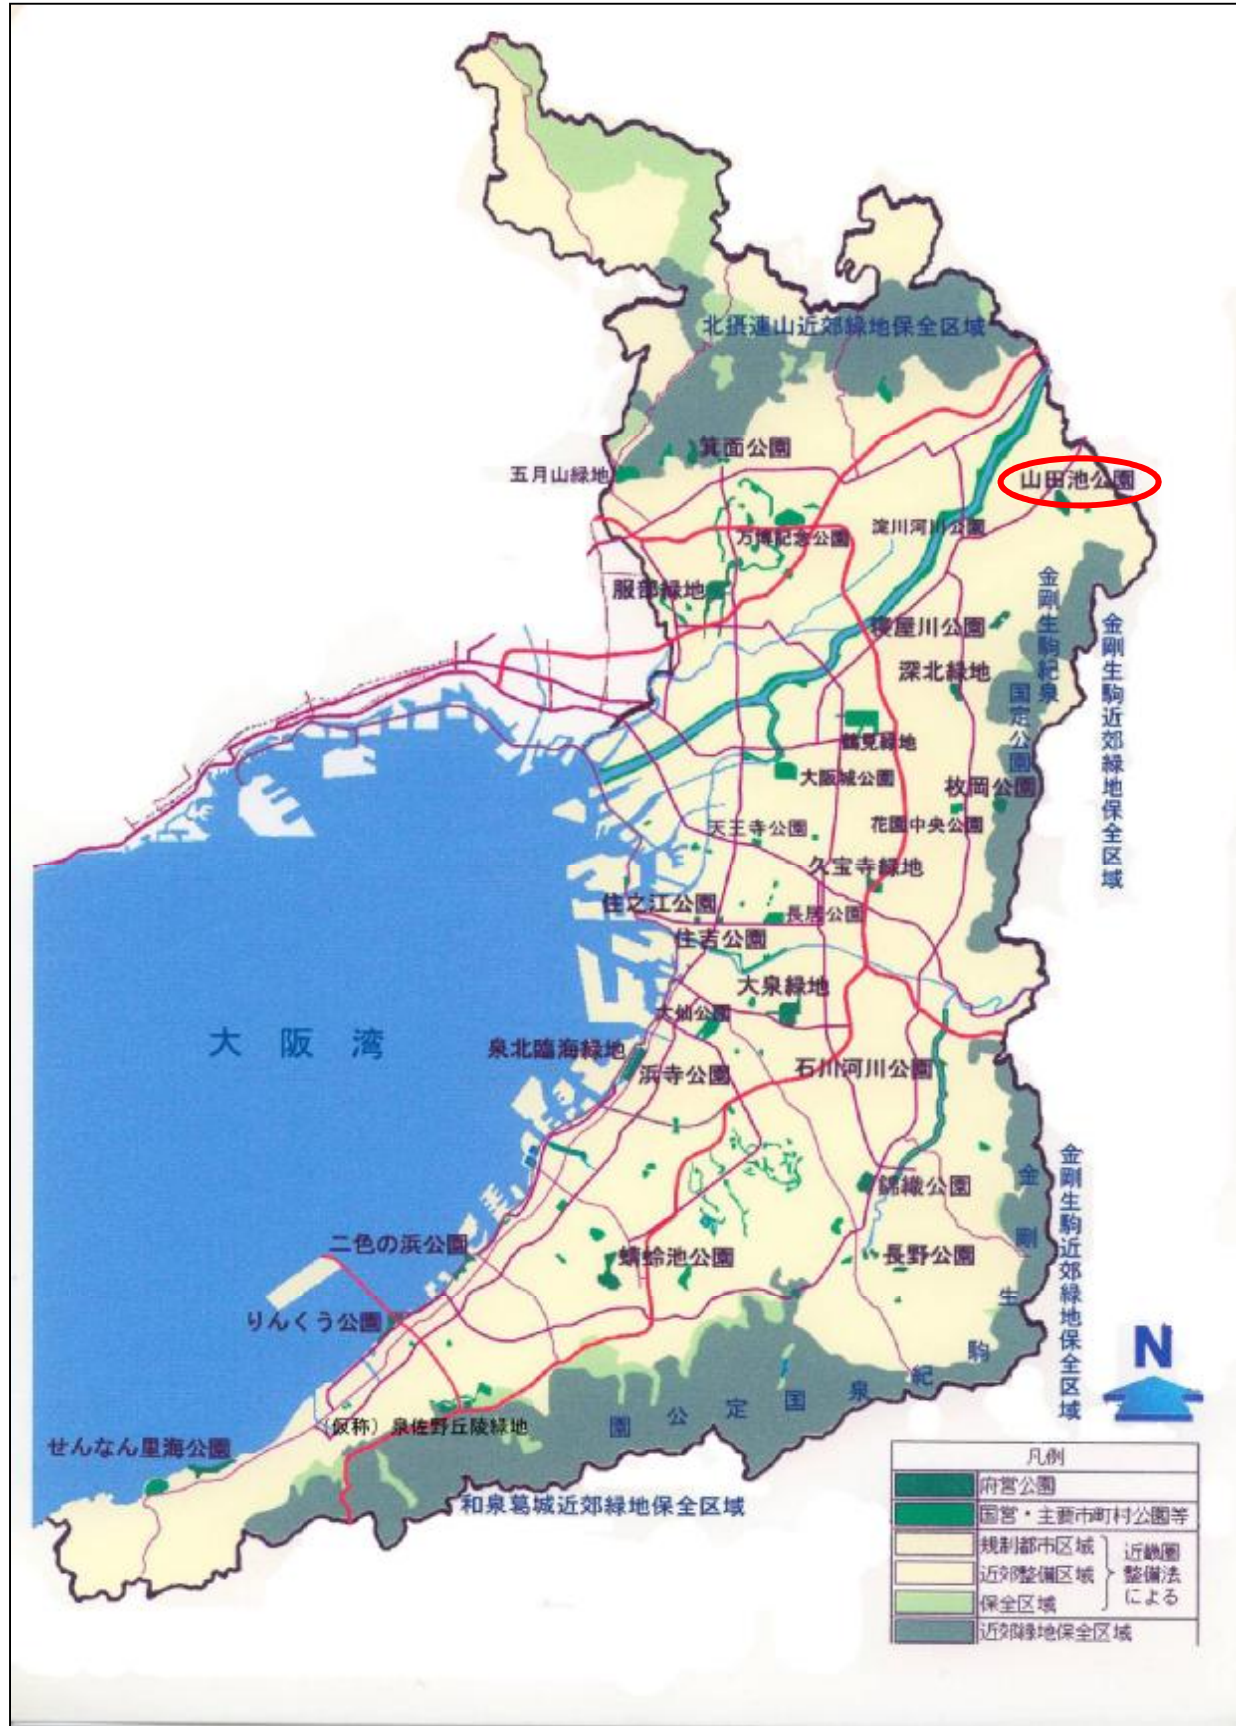 北摂連山近郊緑地保全区域
箕面公園
五月山緑地
山田池公園
万博記念公園
淀川河川公園
服部緑地
金剛生駒紀泉
国定公園
金剛生駒近郊緑地保全区域
寝屋川公園
深北緑地
鶴見緑地
大阪城公園
枚岡公園
天王寺公園
花園中央公園
久宝寺緑地
住之江公園
長居公園
住吉公園
大泉緑地
大仙公園
大阪湾
泉北臨海緑地
浜寺公園
石川河川公園
錦織公園
金剛生駒紀泉国定公園
金剛生駒近郊緑地保全区域
二色の浜公園
蜻蛉池公園
長野公園
りんくう公園
N
(仮称)泉佐野丘陵緑地
せんなん里海公園
和泉葛城近郊緑地保全区域
凡例
府営公園
国営・主要市町村公園等
規制都市区域
近郊整備区域
保全区域
近畿圏
整備法
による
近郊緑地保全区域